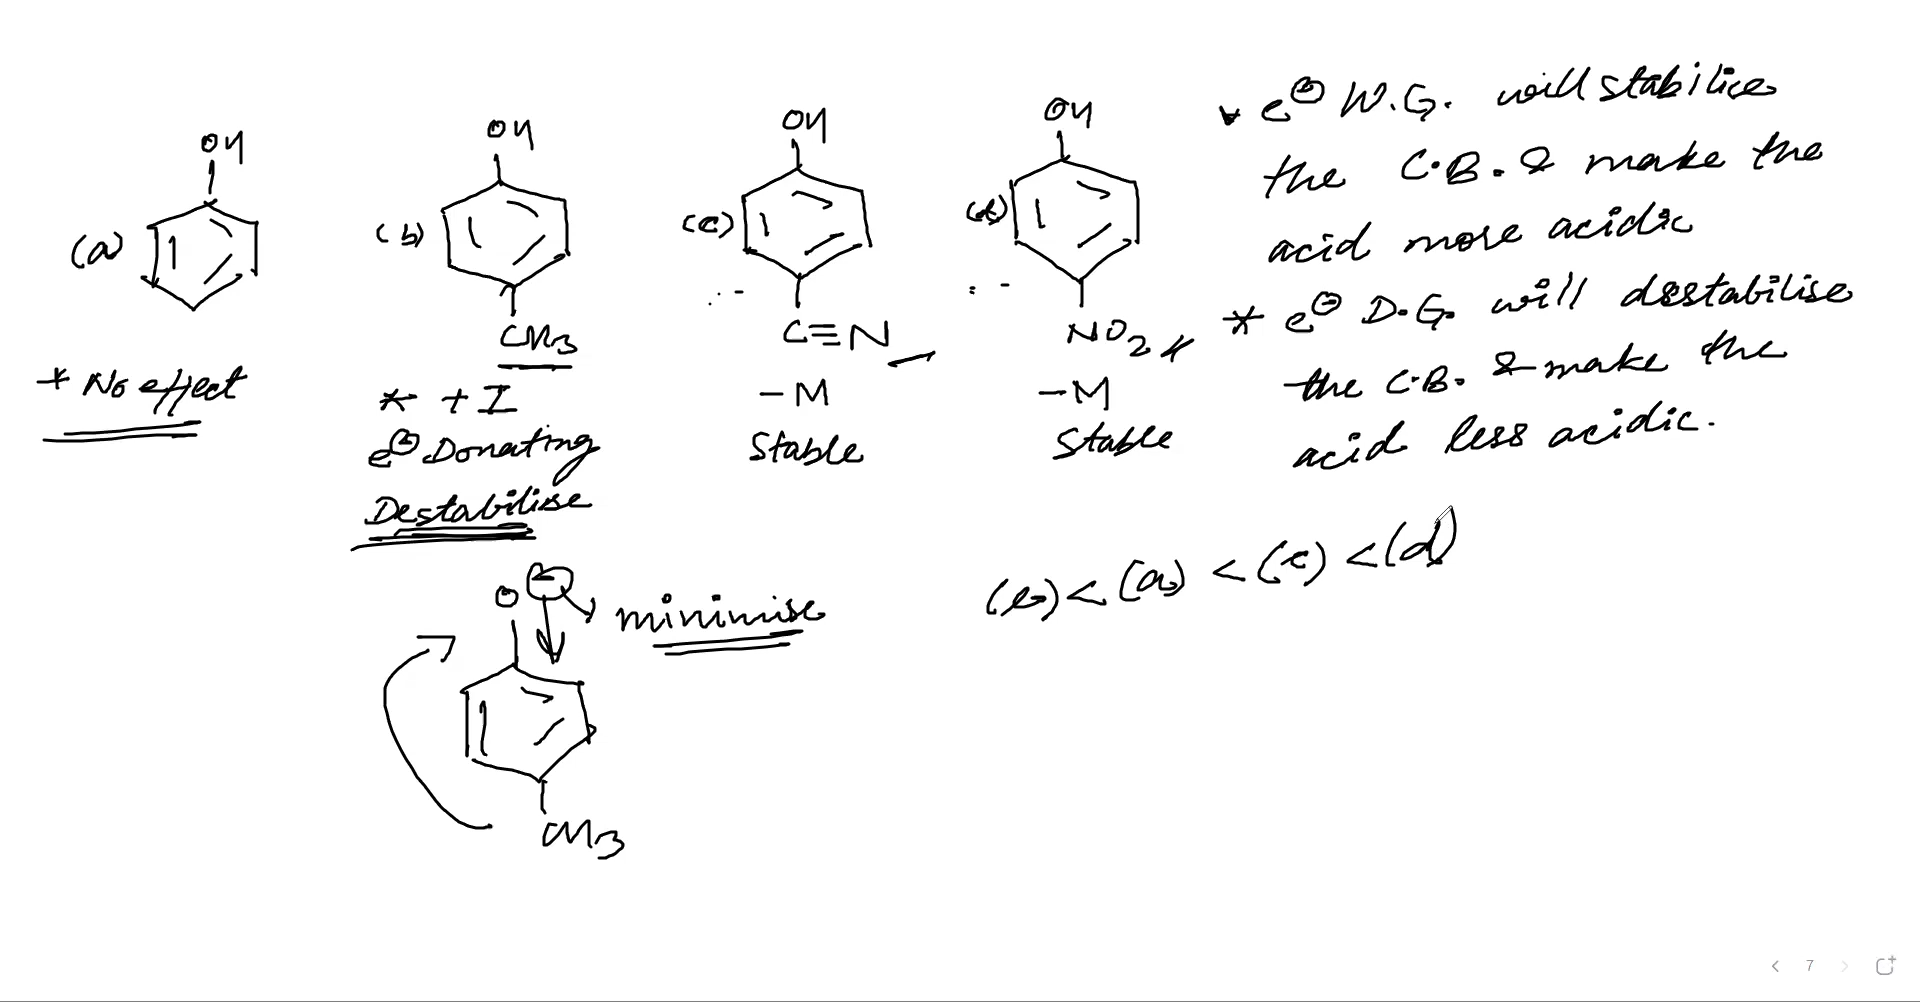 OH
(a)
* No effect
OH
(b)
CH3
* + I
e⊖ Donating
Destabilise
O ⊖
minimise
CH3
OH
(c)
C≡N
- M
Stable
OH
(d)
NO2
- M
Stable
* e⊖ W.G. will stabilise
the C.B. & make the
acid more acidic
* e⊖ D.G. will destabilise
the C.B. & make the
acid less acidic.
(b) < (a) < (c) < (d)
7